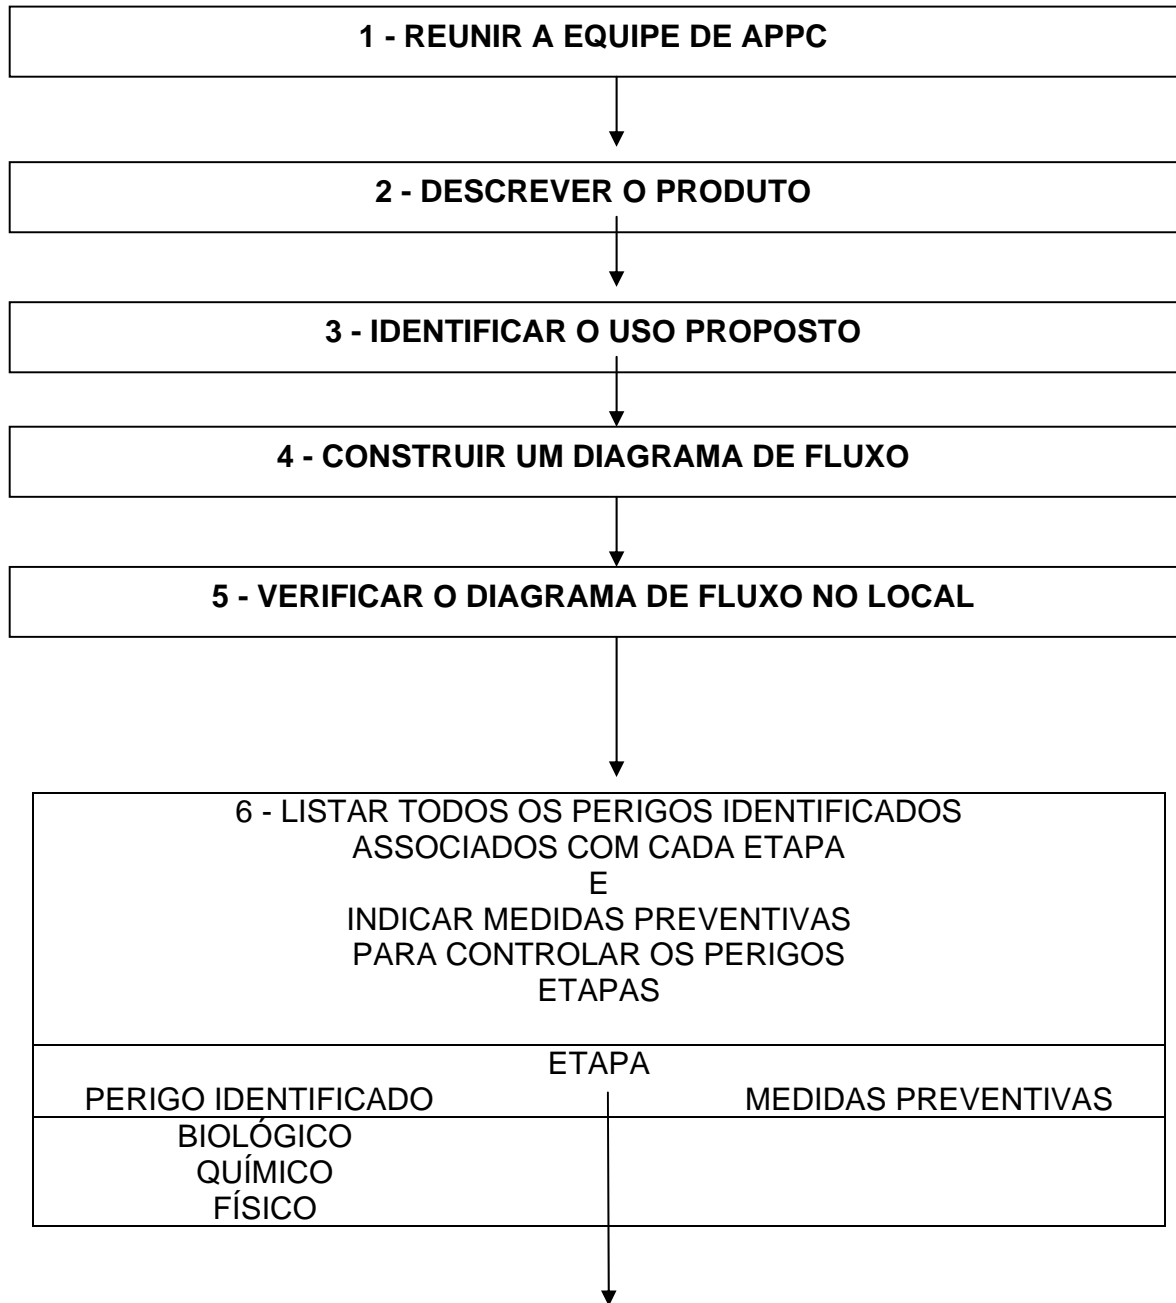 1 - REUNIR A EQUIPE DE APPC
2 - DESCREVER O PRODUTO
3 - IDENTIFICAR O USO PROPOSTO
4 - CONSTRUIR UM DIAGRAMA DE FLUXO
5 - VERIFICAR O DIAGRAMA DE FLUXO NO LOCAL
6 - LISTAR TODOS OS PERIGOS IDENTIFICADOS
ASSOCIADOS COM CADA ETAPA
E
INDICAR MEDIDAS PREVENTIVAS
PARA CONTROLAR OS PERIGOS
ETAPAS
ETAPA
PERIGO IDENTIFICADO MEDIDAS PREVENTIVAS
BIOLÓGICO
QUÍMICO
FÍSICO